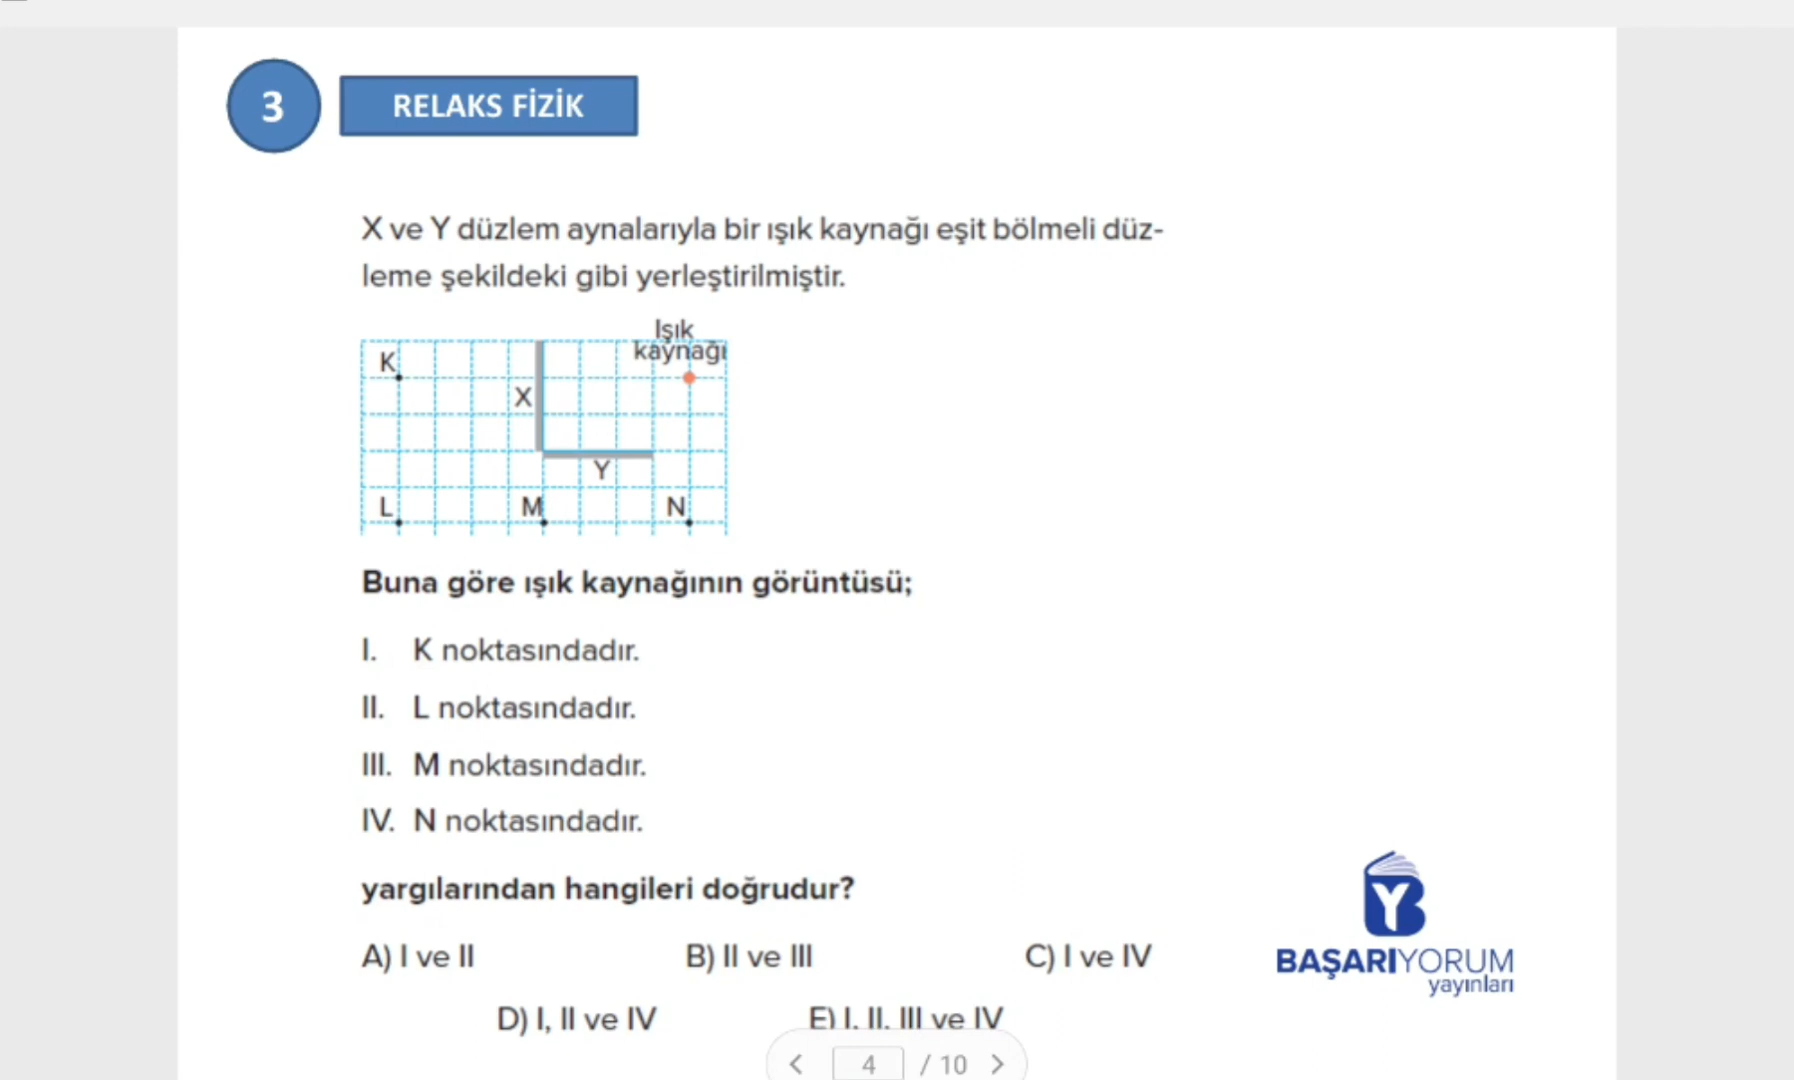 3
RELAKS FİZİK
X ve Y düzlem aynalarıyla bir ışık kaynağı eşit bölmeli düz-
leme şekildeki gibi yerleştirilmiştir.
Işık
kaynağı
K
X
Y
L
M
N
Buna göre ışık kaynağının görüntüsü;
I. K noktasındadır.
II. L noktasındadır.
III. M noktasındadır.
IV. N noktasındadır.
yargılarından hangileri doğrudur?
A) I ve II
B) II ve III
C) I ve IV
D) I, II ve IV
E) I, II, III ve IV
BAŞARIYORUM
yayınları
4 / 10